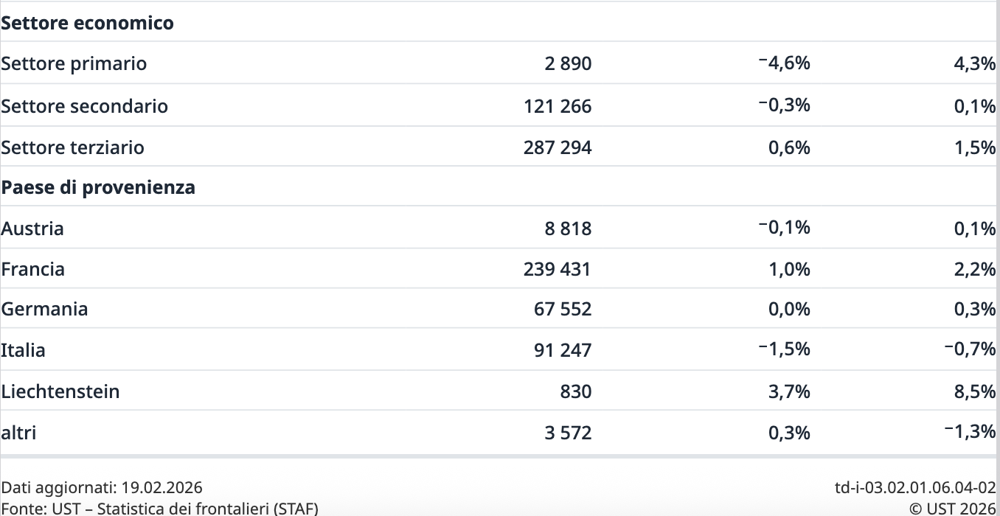 Settore economico
Settore primario 2 890 −4,6% 4,3%
Settore secondario 121 266 −0,3% 0,1%
Settore terziario 287 294 0,6% 1,5%
Paese di provenienza
Austria 8 818 −0,1% 0,1%
Francia 239 431 1,0% 2,2%
Germania 67 552 0,0% 0,3%
Italia 91 247 −1,5% −0,7%
Liechtenstein 830 3,7% 8,5%
altri 3 572 0,3% −1,3%
Dati aggiornati: 19.02.2026 td-i-03.02.01.06.04-02
Fonte: UST – Statistica dei frontalieri (STAF) © UST 2026